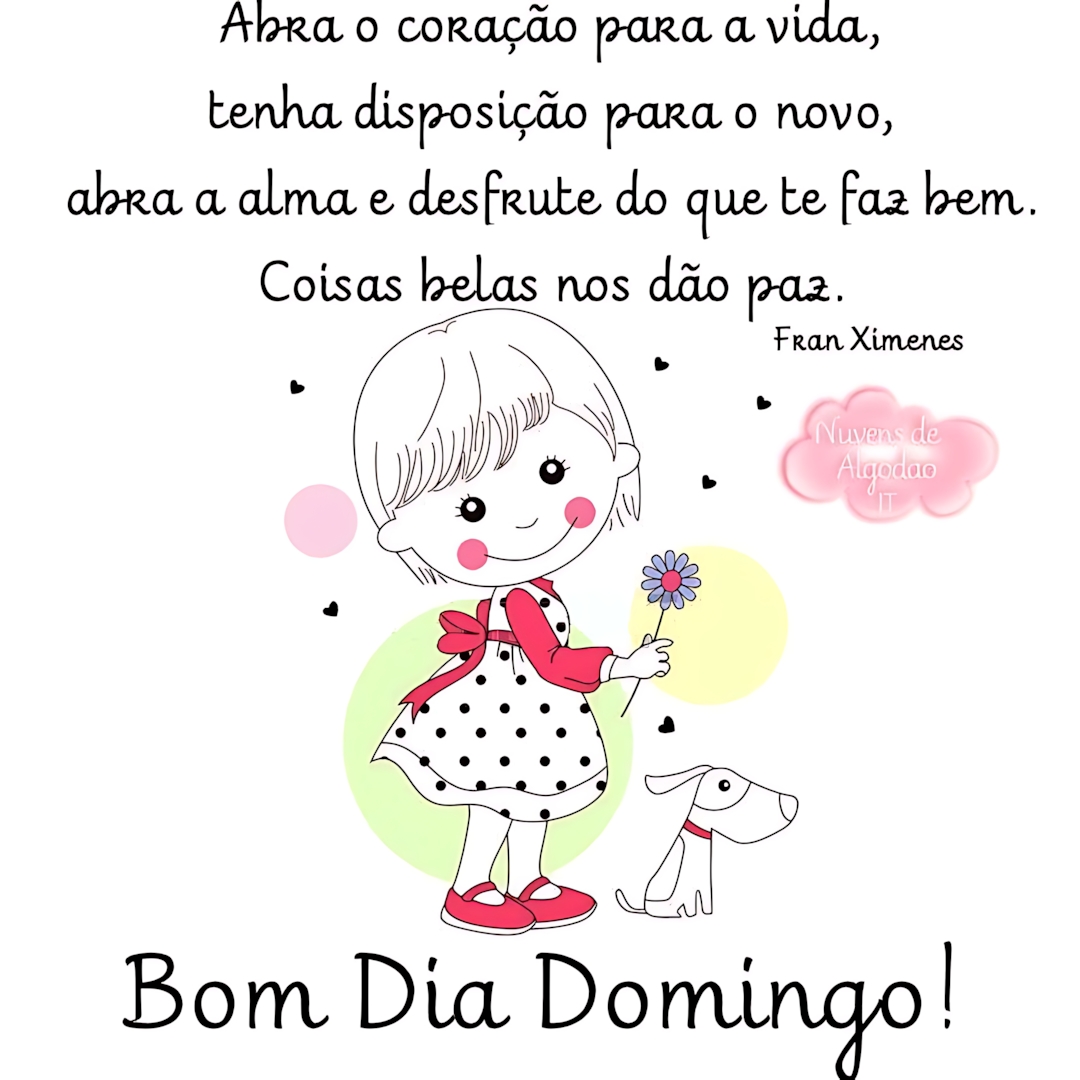 Abra o coração para a vida,
tenha disposição para o novo,
abra a alma e desfrute do que te faz bem.
Coisas belas nos dão paz.
Fran Ximenes
Nuvens de
Algodao
IT
Bom Dia Domingo!